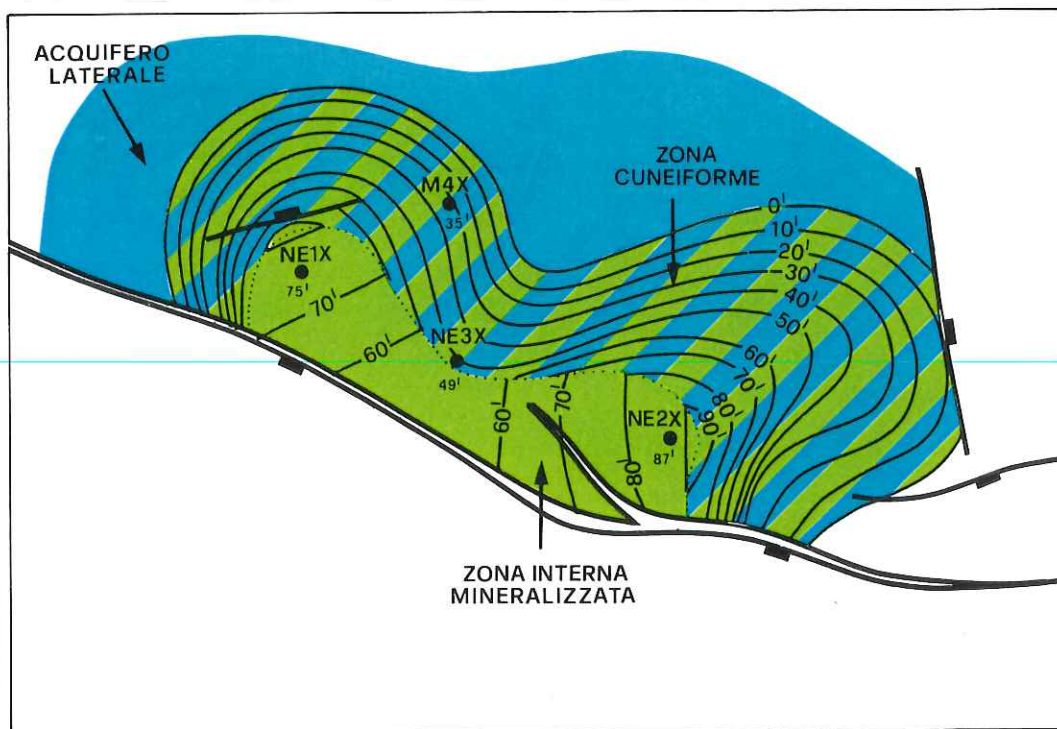 ACQUIFERO
LATERALE
ZONA
CUNEIFORME
M4X
35'
0'
10'
20'
30'
40'
50'
60'
70'
80'
90'
NE1X
75'
70'
60'
NE3X
49'
60'
70'
80'
NE2X
87'
ZONA INTERNA
MINERALIZZATA